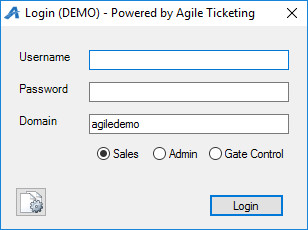 Login (DEMO) - Powered by Agile Ticketing
Username
Password
Domain agiledemo
Sales Admin Gate Control
Login